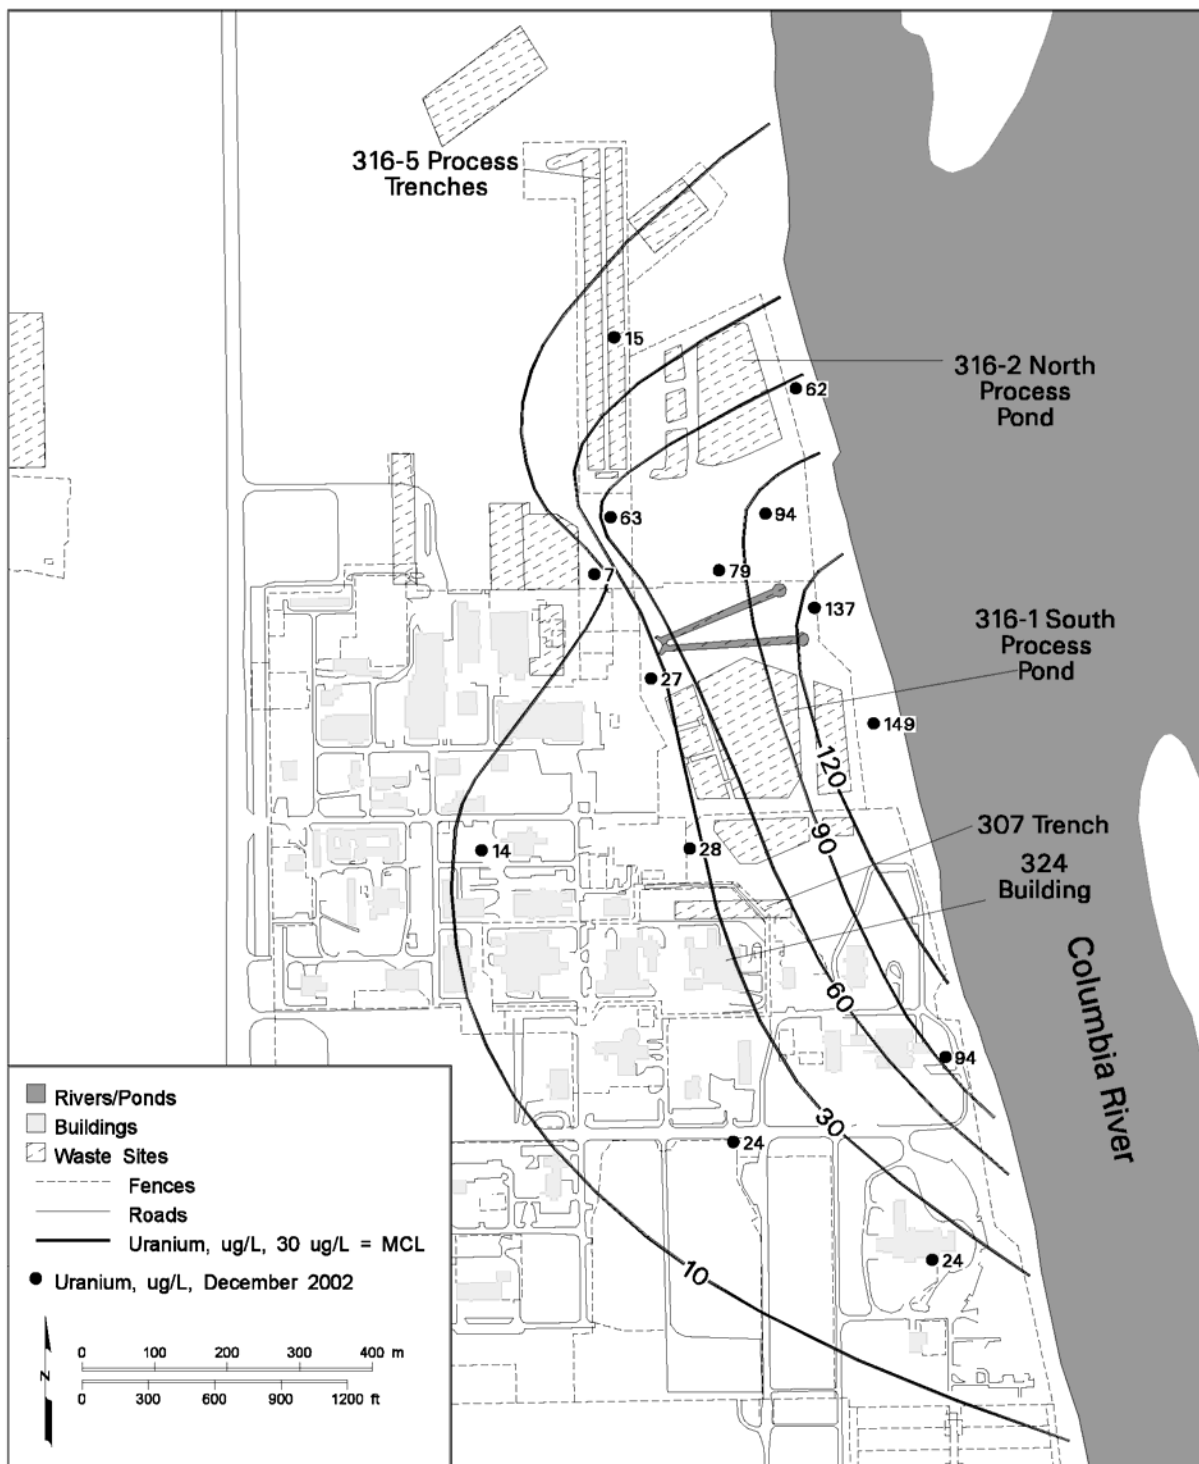 316-5 Process
Trenches
15
316-2 North
Process
Pond
62
63
94
7
79
137
316-1 South
Process
Pond
27
149
120
307 Trench
90
14
28
324
Building
Columbia River
60
94
30
24
24
10
Rivers/Ponds
Buildings
Waste Sites
Fences
Roads
Uranium, ug/L, 30 ug/L = MCL
Uranium, ug/L, December 2002
N
0 100 200 300 400 m
0 300 600 900 1200 ft